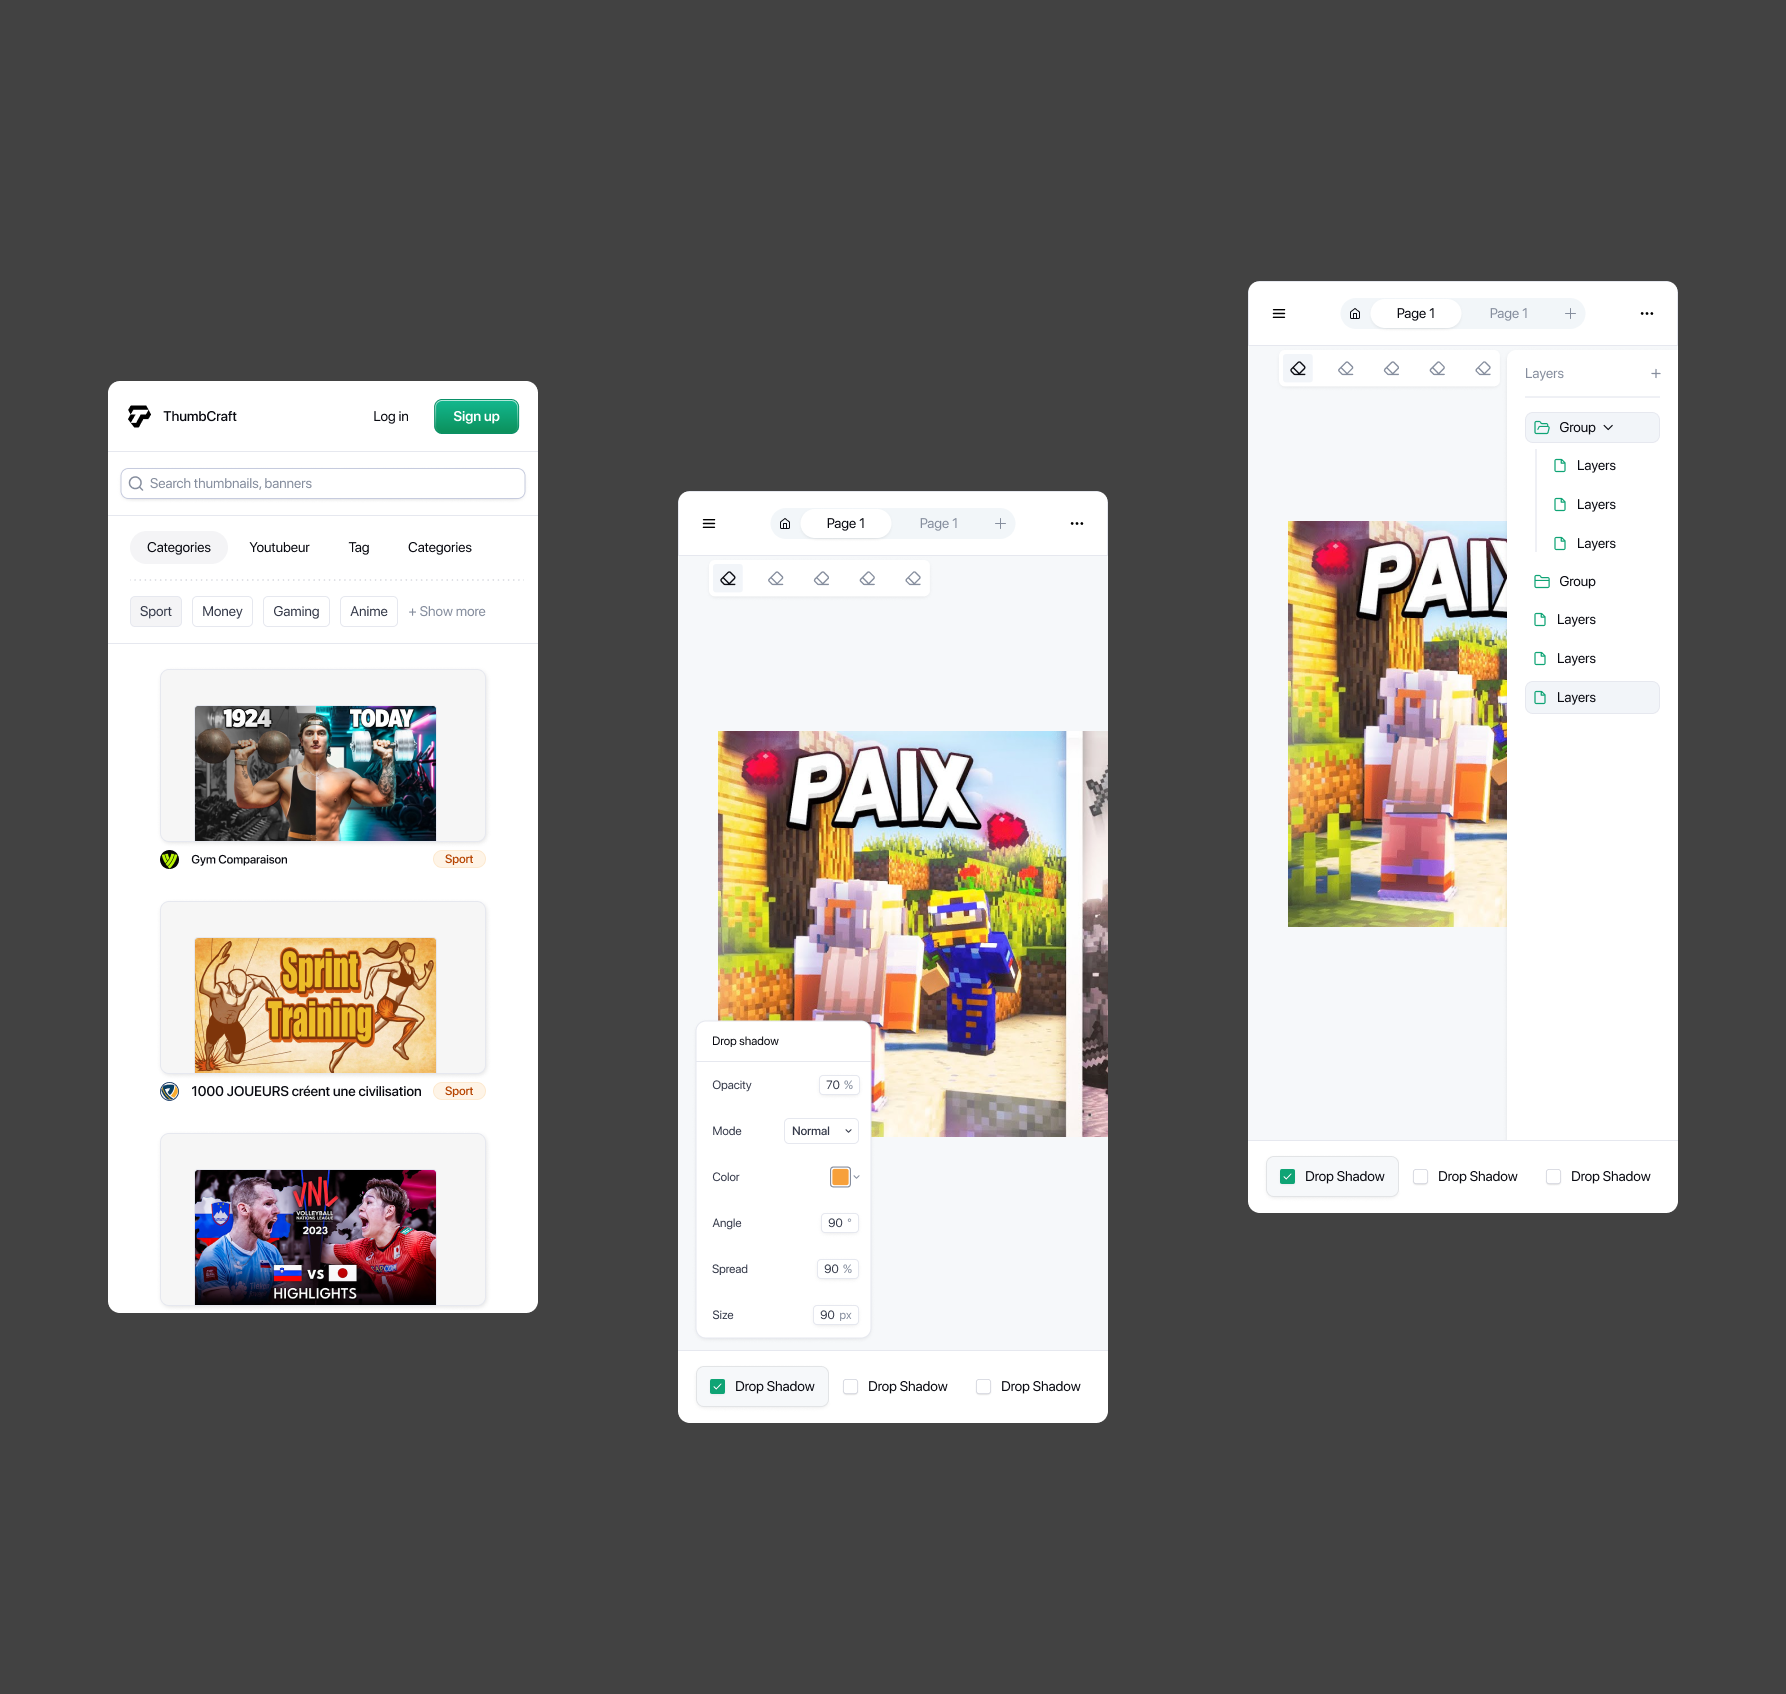 ThumbCraft
Log in
Sign up
Search thumbnails, banners
Categories
Youtubeur
Tag
Categories
Sport
Money
Gaming
Anime
+ Show more
1924
TODAY
Gym Comparaison
Sport
Sprint
Training
1000 JOUEURS créent une civilisation
Sport
VNL
VOLLEYBALL
NATIONS LEAGUE
2023
VS
HIGHLIGHTS
Page 1
Page 1
PAIX
Drop shadow
Opacity
70 %
Mode
Normal
Color
Angle
90 °
Spread
90 %
Size
90 px
Drop Shadow
Drop Shadow
Drop Shadow
Page 1
Page 1
Layers
Group
Layers
Layers
Layers
Group
Layers
Layers
Layers
PAIX
Drop Shadow
Drop Shadow
Drop Shadow